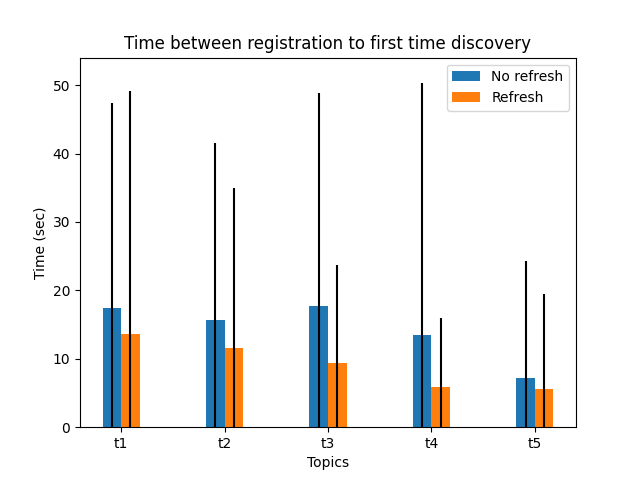 Time between registration to first time discovery
No refresh
Refresh
50
40
30
20
10
0
Time (sec)
t1 t2 t3 t4 t5
Topics